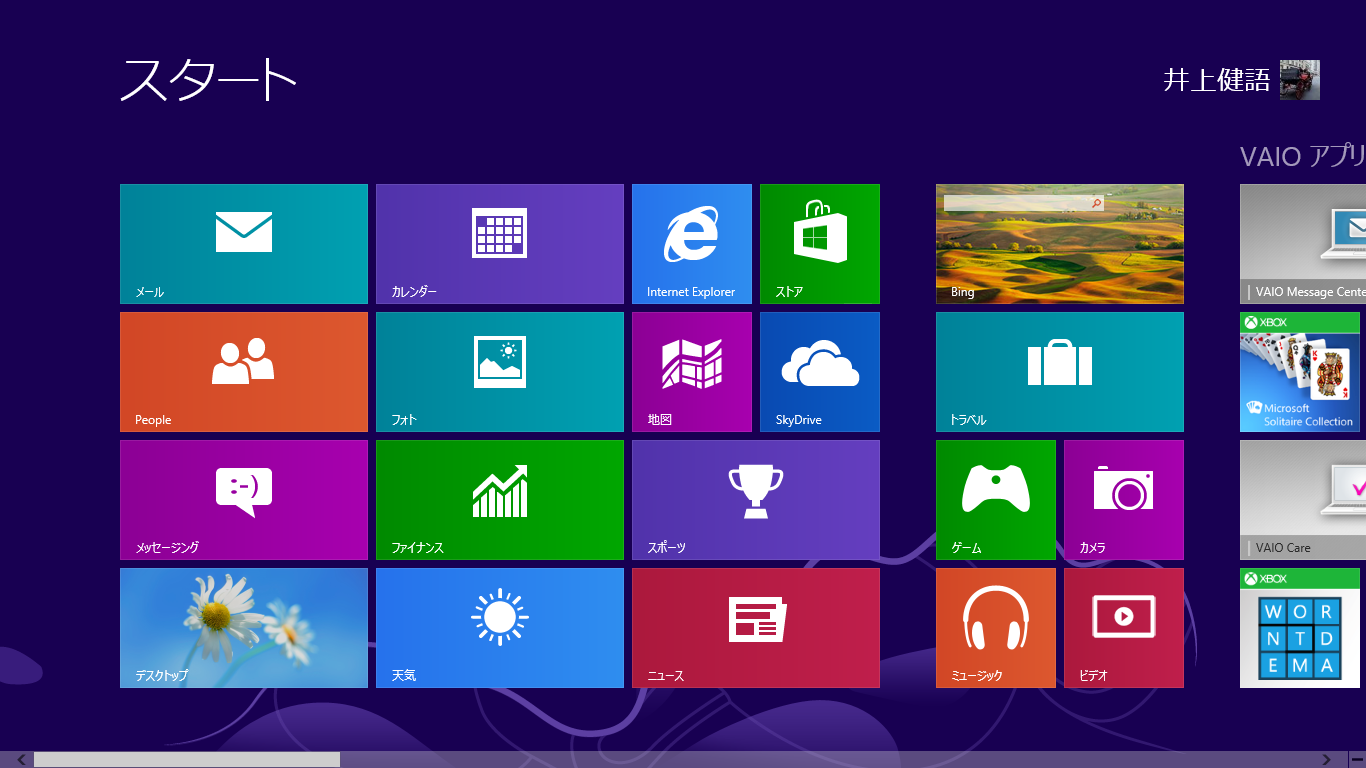 スタート
井上健語
VAIO アプリ
メール
カレンダー
Internet Explorer
ストア
Bing
VAIO Message Cente
People
フォト
地図
SkyDrive
トラベル
XBOX
Microsoft
Solitaire Collection
メッセージング
:-)
ファイナンス
スポーツ
ゲーム
カメラ
VAIO Care
デスクトップ
天気
ニュース
ミュージック
ビデオ
XBOX
W O R
N T D
E M A